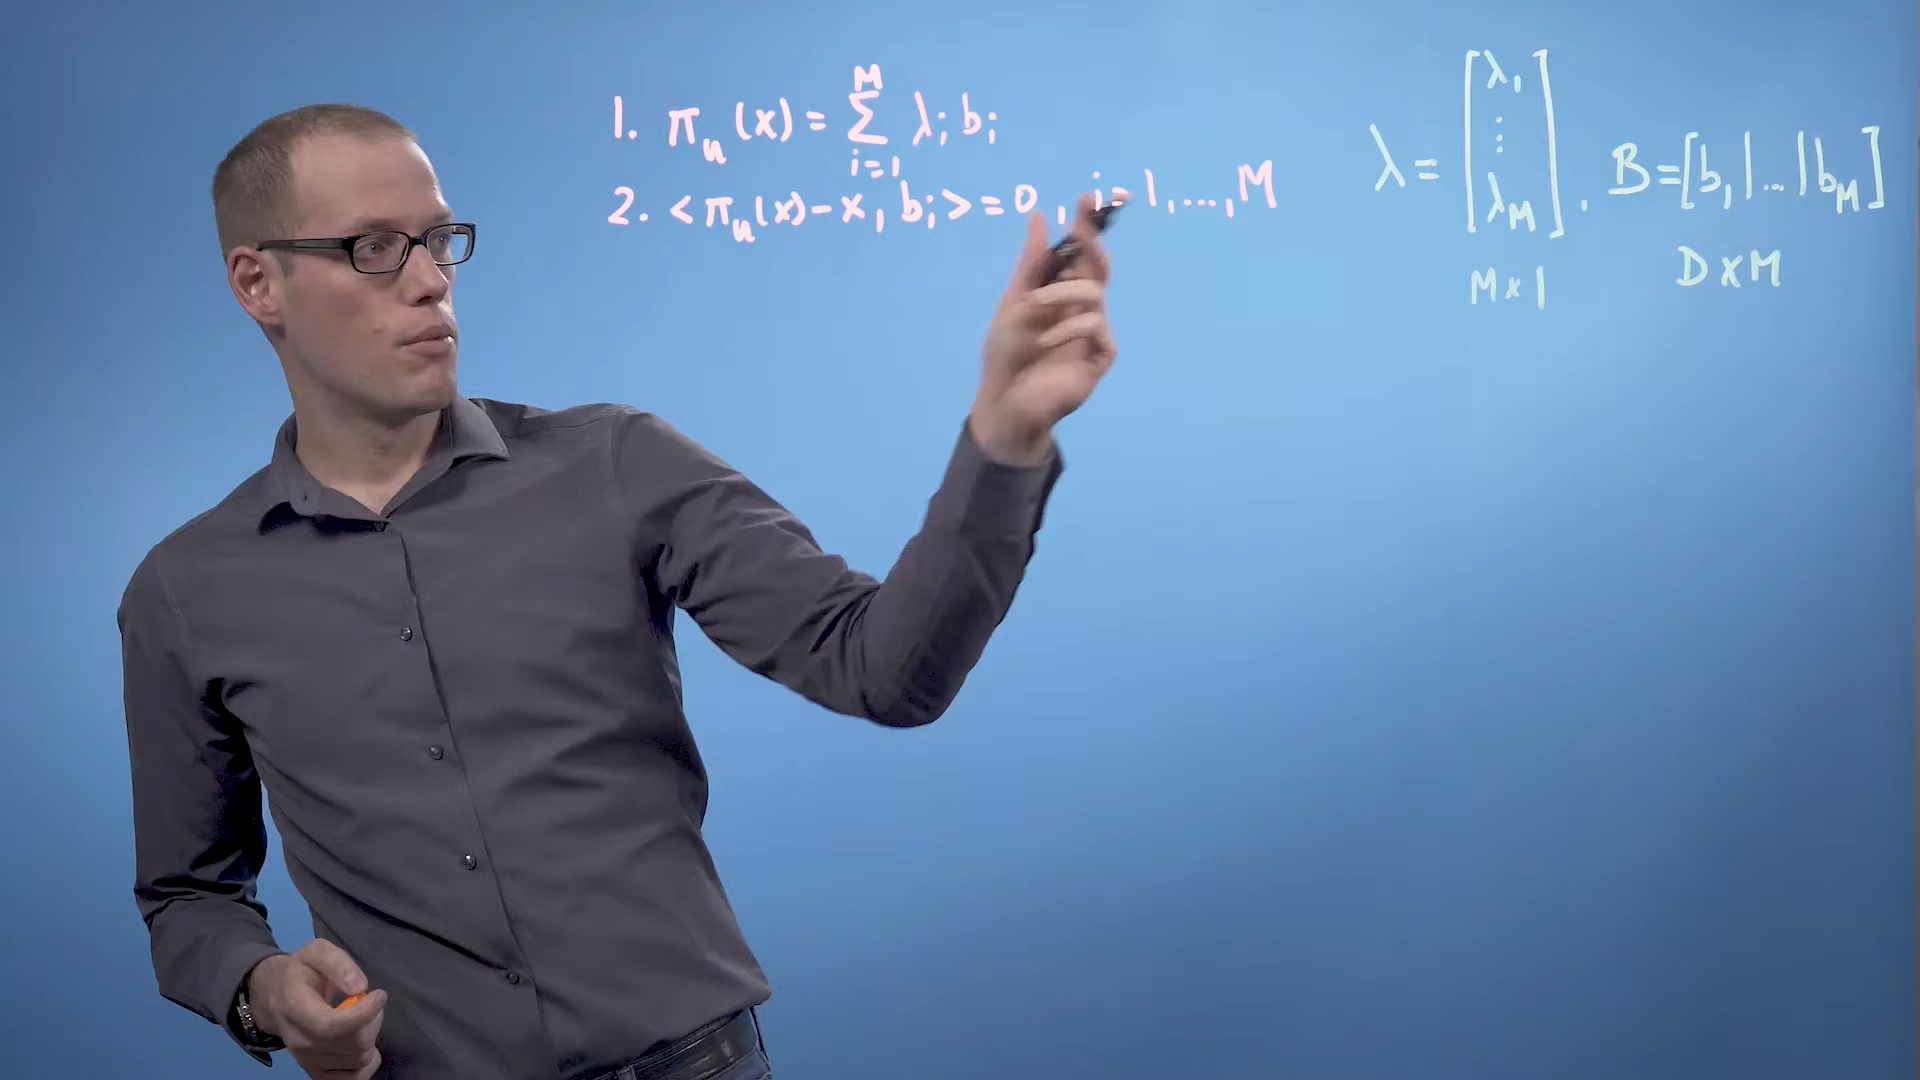 1. π_u (x) = Σ_{i=1}^{M} λ_i b_i
2. <π_u(x) - x, b_i> = 0, i=1,...,M
λ = [λ_1 ⋮ λ_M], B = [b_1 | ... | b_M]
M x 1 D x M